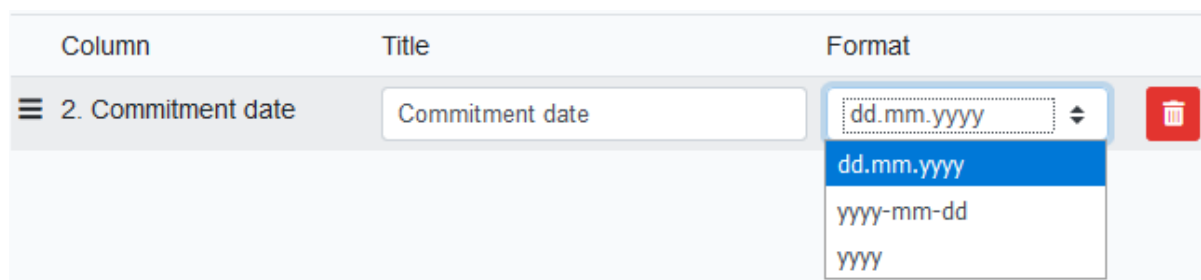 Column Title Format
2. Commitment date Commitment date dd.mm.yyyy
dd.mm.yyyy
yyyy-mm-dd
yyyy